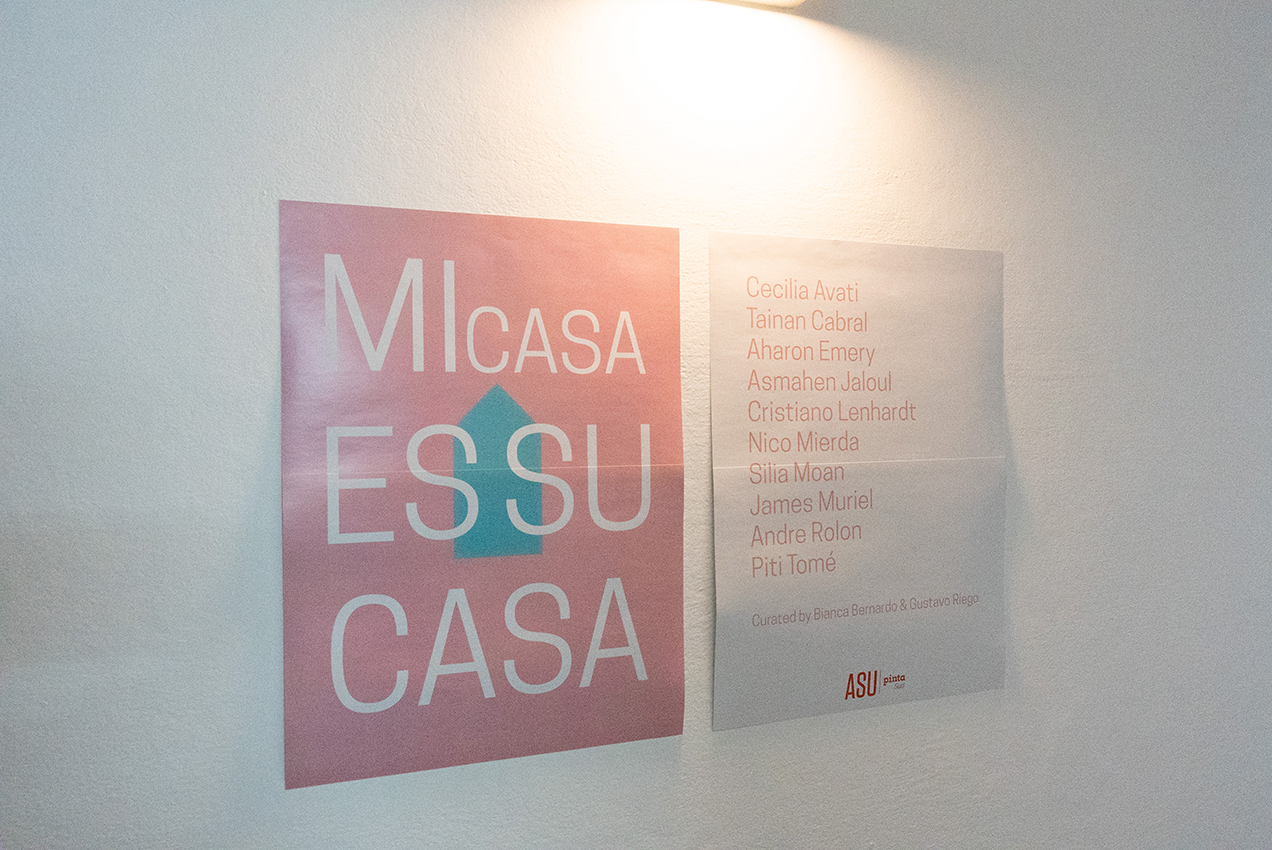 MI CASA
ES SU
CASA
Cecilia Avati
Tainan Cabral
Aharon Emery
Asmahen Jaloul
Cristiano Lenhardt
Nico Mierda
Silia Moan
James Muriel
Andre Rolon
Piti Tomé
Curated by Bianca Bernardo & Gustavo Riego
ASU pinta
Sud